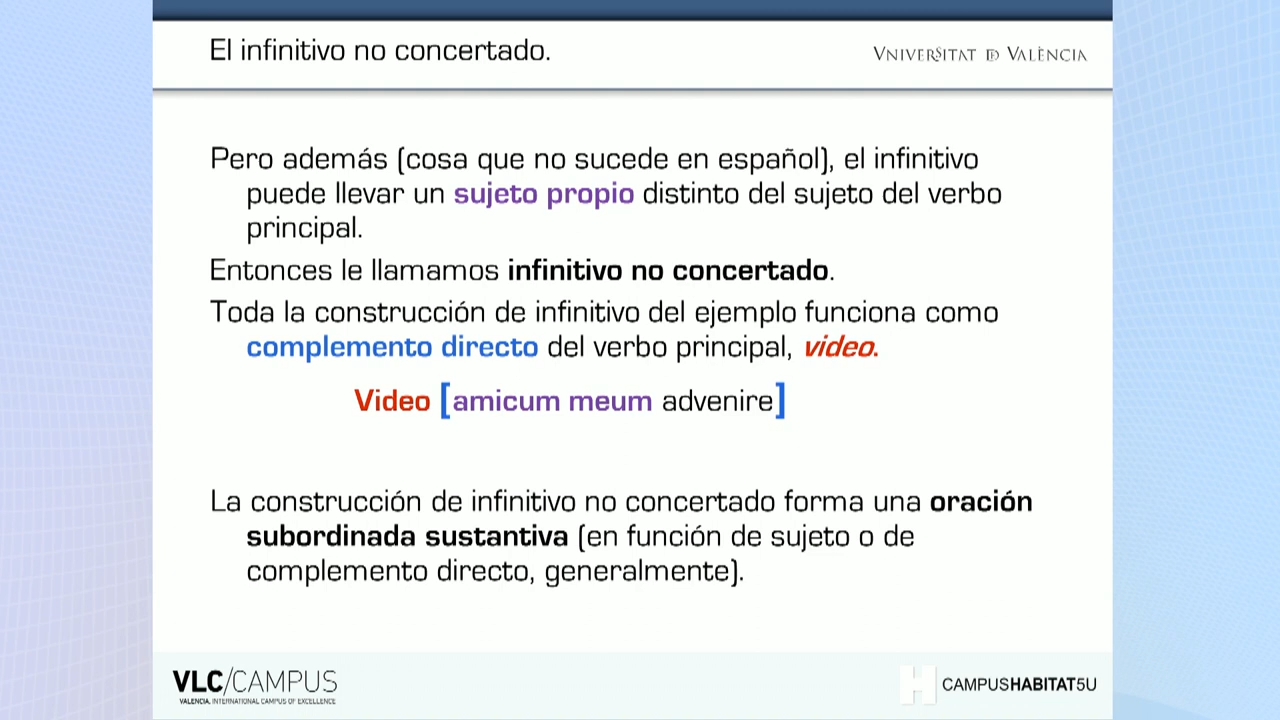 El infinitivo no concertado.
VNIVERSITAT DE VALÈNCIA
Pero además (cosa que no sucede en español), el infinitivo
puede llevar un sujeto propio distinto del sujeto del verbo
principal.
Entonces le llamamos infinitivo no concertado.
Toda la construcción de infinitivo del ejemplo funciona como
complemento directo del verbo principal, video.
Video [amicum meum advenire]
La construcción de infinitivo no concertado forma una oración
subordinada sustantiva (en función de sujeto o de
complemento directo, generalmente).
VLC/CAMPUS
VALENCIA, INTERNATIONAL CAMPUS OF EXCELLENCE
H CAMPUSHABITAT5U